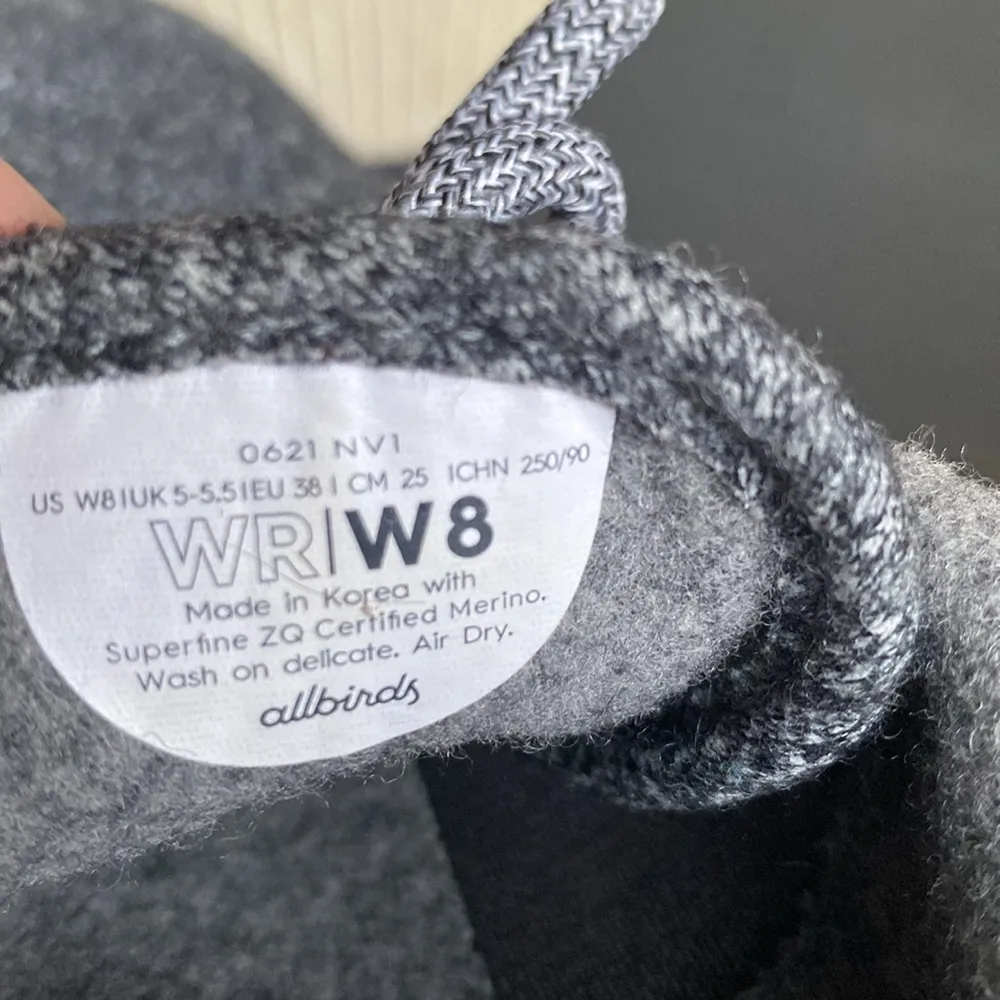 0621 NV1
US W8|UK 5-5.5|EU 38 | CM 25 |CHN 250/90
WR|W8
Made in Korea with
Superfine ZQ Certified Merino.
Wash on delicate. Air Dry.
allbirds